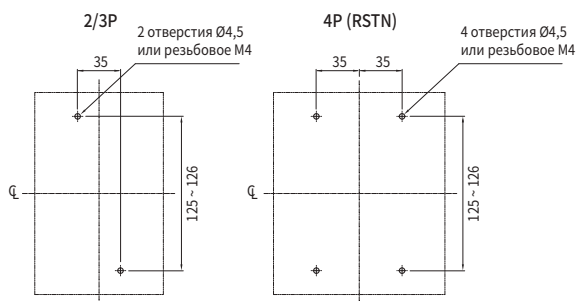 2/3P
2 отверстия Ø4,5
или резьбовое M4
35
125 ~ 126
℄
4P (RSTN)
4 отверстия Ø4,5
или резьбовое M4
35
35
125 ~ 126
℄